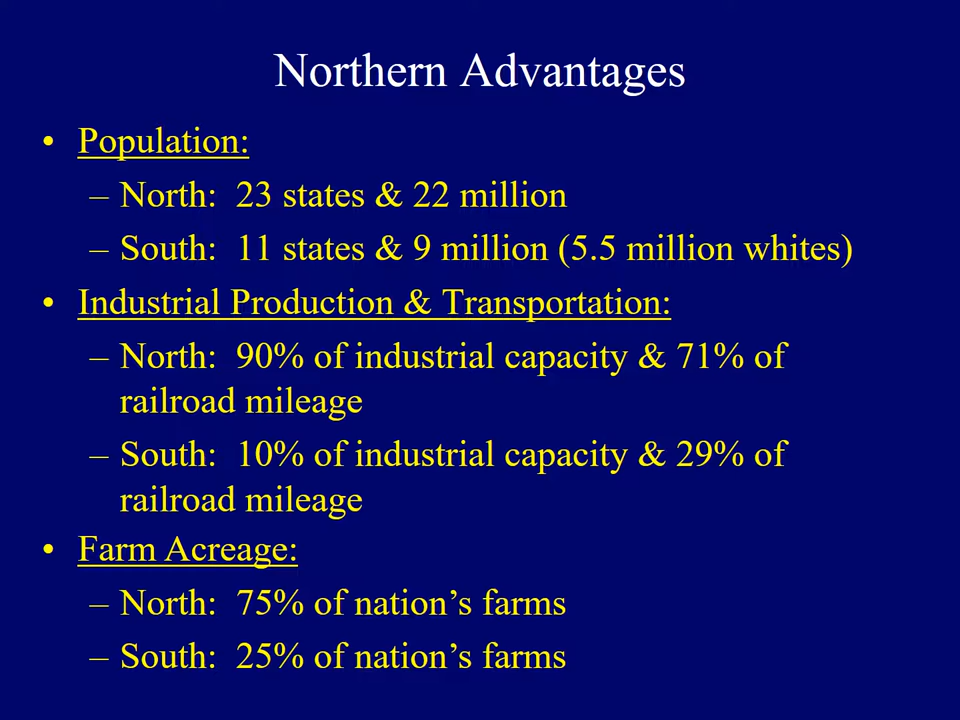 Northern Advantages
• Population:
– North:  23 states & 22 million
– South:  11 states & 9 million (5.5 million whites)
• Industrial Production & Transportation:
– North:  90% of industrial capacity & 71% of
railroad mileage
– South:  10% of industrial capacity & 29% of
railroad mileage
• Farm Acreage:
– North:  75% of nation’s farms
– South:  25% of nation’s farms